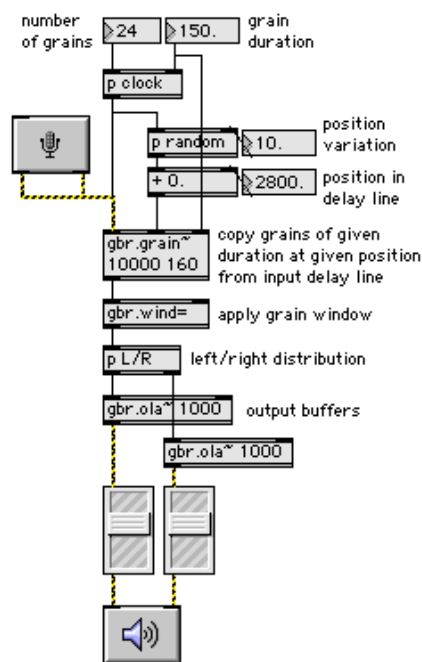 number
of grains
24
150.
grain
duration
p clock
p random
10.
position
variation
+ 0.
2800.
position in
delay line
gbr.grain~
10000 160
copy grains of given
duration at given position
from input delay line
gbr.wind=
apply grain window
p L/R
left/right distribution
gbr.ola~ 1000
output buffers
gbr.ola~ 1000